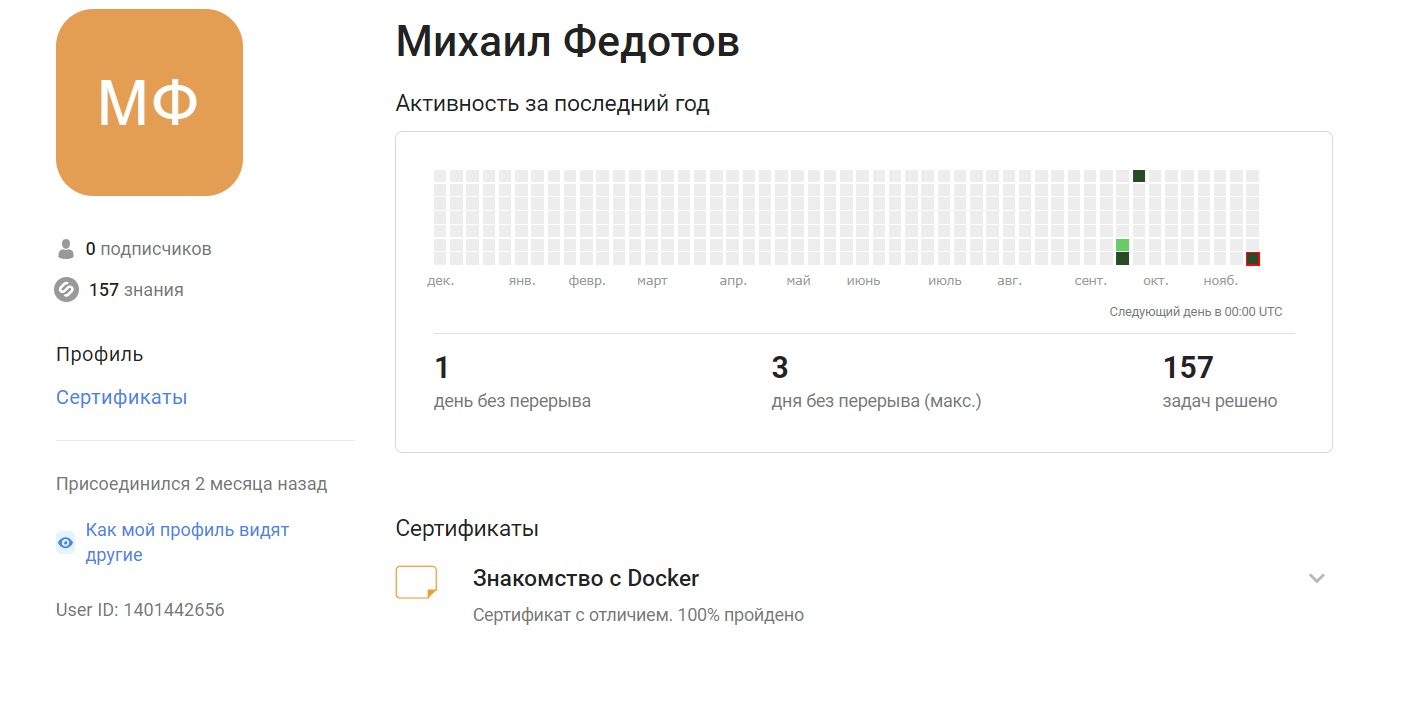 МФ
0 подписчиков
157 знания
Профиль
Сертификаты
Присоединился 2 месяца назад
Как мой профиль видят
другие
User ID: 1401442656
Михаил Федотов
Активность за последний год
дек. янв. февр. март апр. май июнь июль авг. сент. окт. нояб.
Следующий день в 00:00 UTC
1
день без перерыва
3
дня без перерыва (макс.)
157
задач решено
Сертификаты
Знакомство с Docker
Сертификат с отличием. 100% пройдено